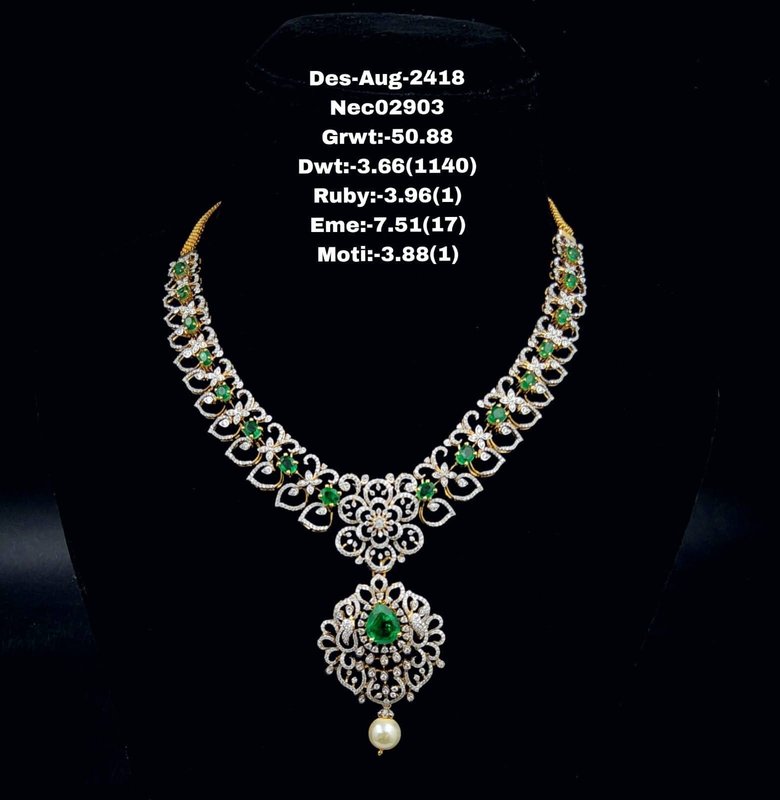 Des-Aug-2418
Nec02903
Grwt:-50.88
Dwt:-3.66(1140)
Ruby:-3.96(1)
Eme:-7.51(17)
Moti:-3.88(1)